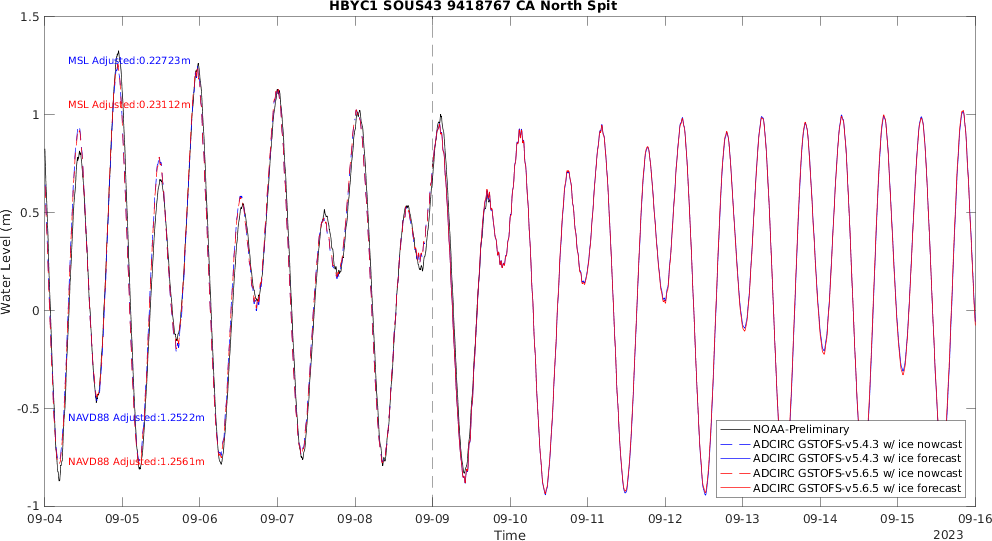 HBYC1 SOUS43 9418767 CA North Spit
1.5
MSL Adjusted:0.22723m
MSL Adjusted:0.23112m
1
0.5
Water Level (m)
0
-0.5
NAVD88 Adjusted:1.2522m
NAVD88 Adjusted:1.2561m
-1
NOAA-Preliminary
ADCIRC GSTOFS-v5.4.3 w/ ice nowcast
ADCIRC GSTOFS-v5.4.3 w/ ice forecast
ADCIRC GSTOFS-v5.6.5 w/ ice nowcast
ADCIRC GSTOFS-v5.6.5 w/ ice forecast
09-04 09-05 09-06 09-07 09-08 09-09 09-10 09-11 09-12 09-13 09-14 09-15 09-16
Time
2023